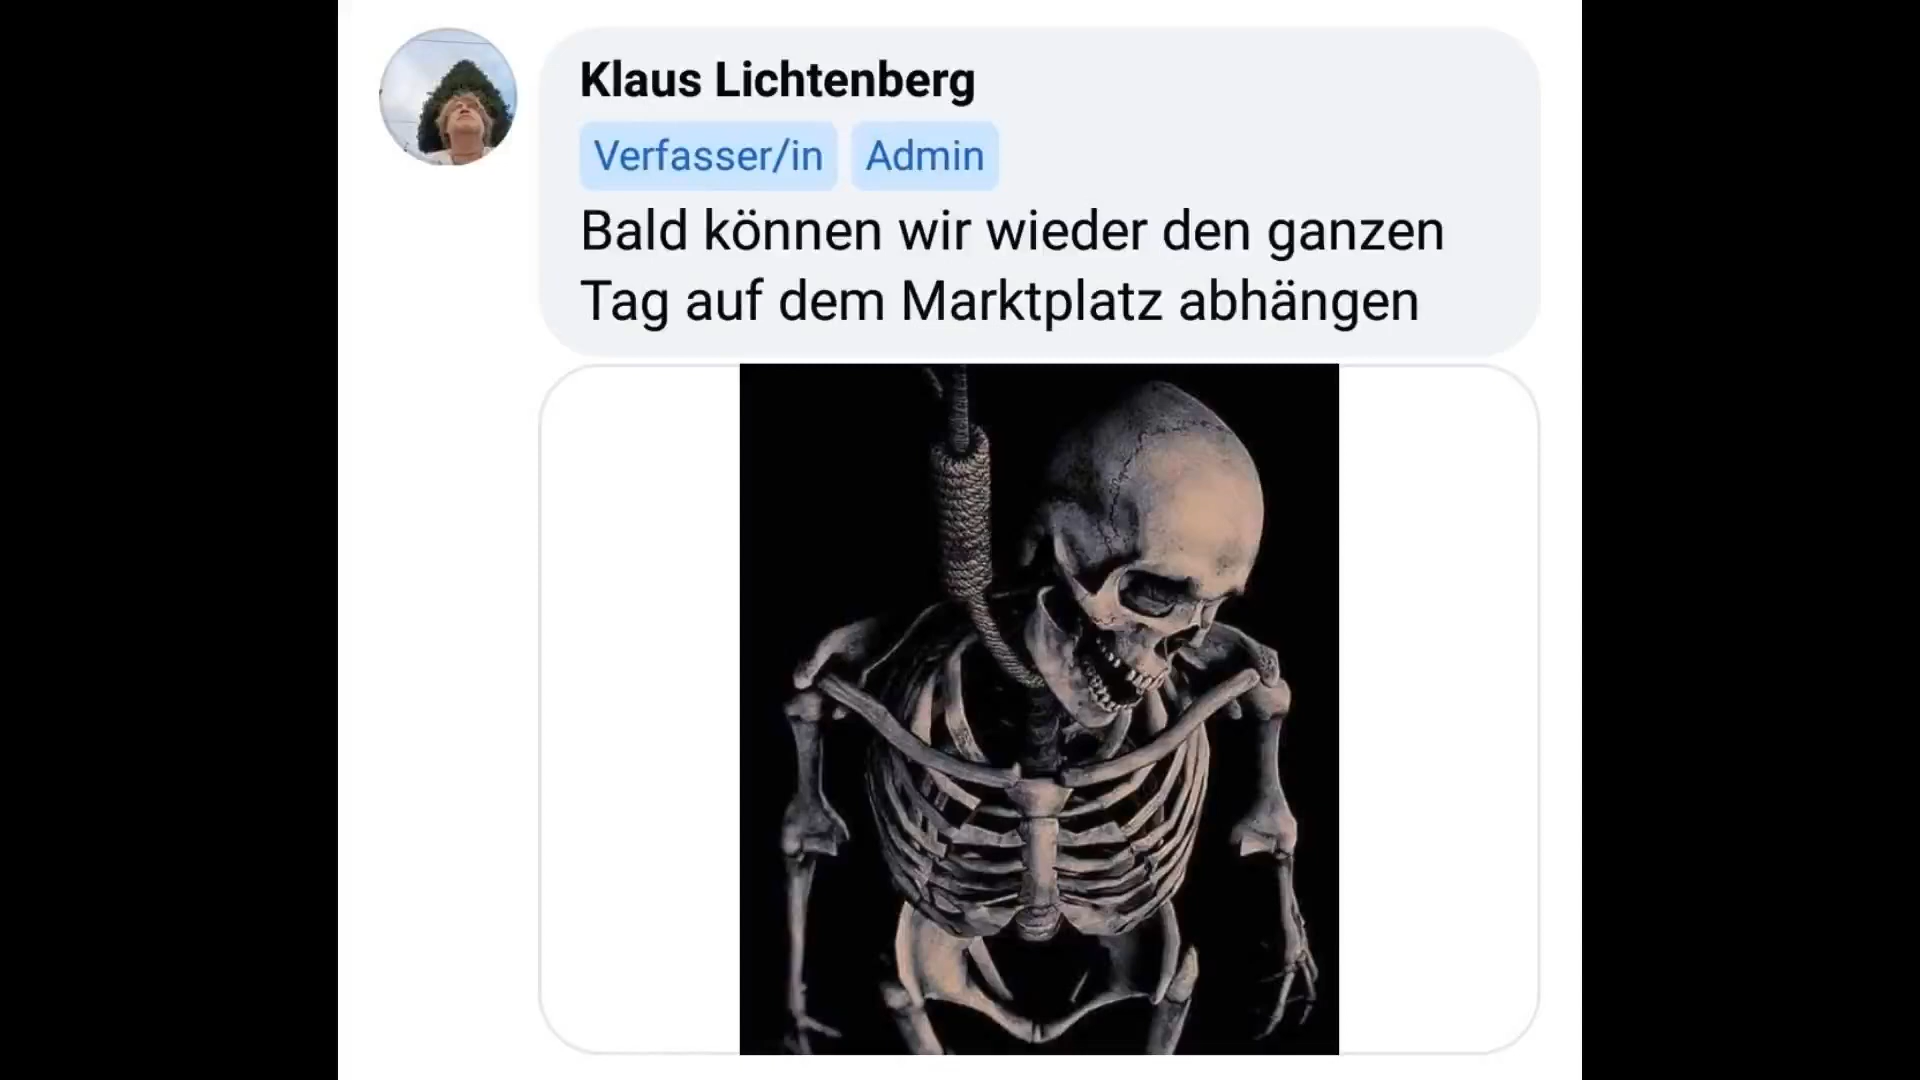 Klaus Lichtenberg
Verfasser/in Admin
Bald können wir wieder den ganzen
Tag auf dem Marktplatz abhängen